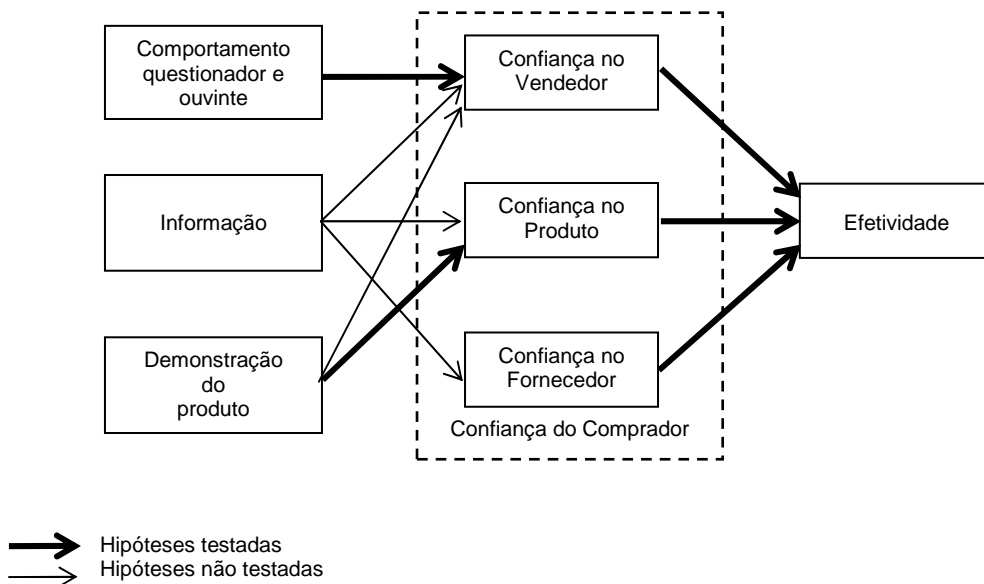 Comportamento
questionador e
ouvinte
Confiança no
Vendedor
Informação
Confiança no
Produto
Efetividade
Demonstração
do
produto
Confiança no
Fornecedor
Confiança do Comprador
Hipóteses testadas
Hipóteses não testadas